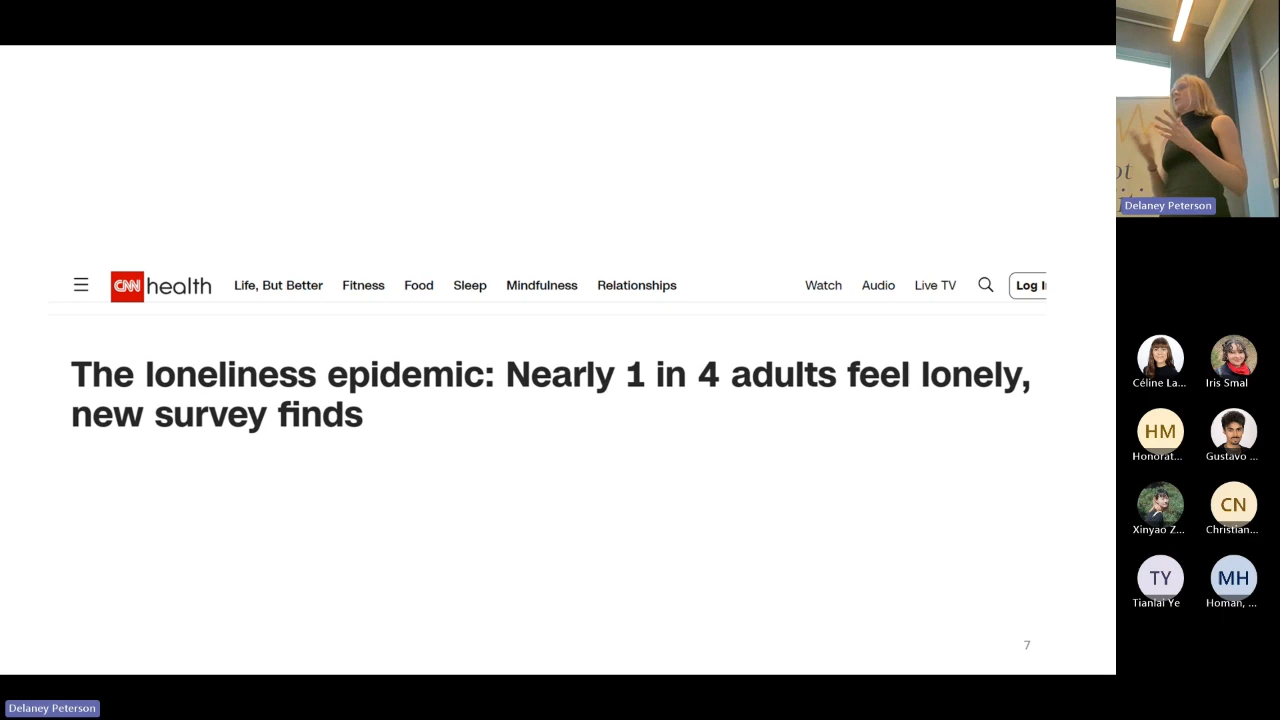 CNN health
Life, But Better
Fitness
Food
Sleep
Mindfulness
Relationships
Watch
Audio
Live TV
Log I
The loneliness epidemic: Nearly 1 in 4 adults feel lonely,
new survey finds
7
Delaney Peterson
Delaney Peterson
Céline La...
Iris Smal
HM
Honorat...
Gustavo ...
Xinyao Z...
CN
Christian...
TY
Tianlai Ye
MH
Homan, ...